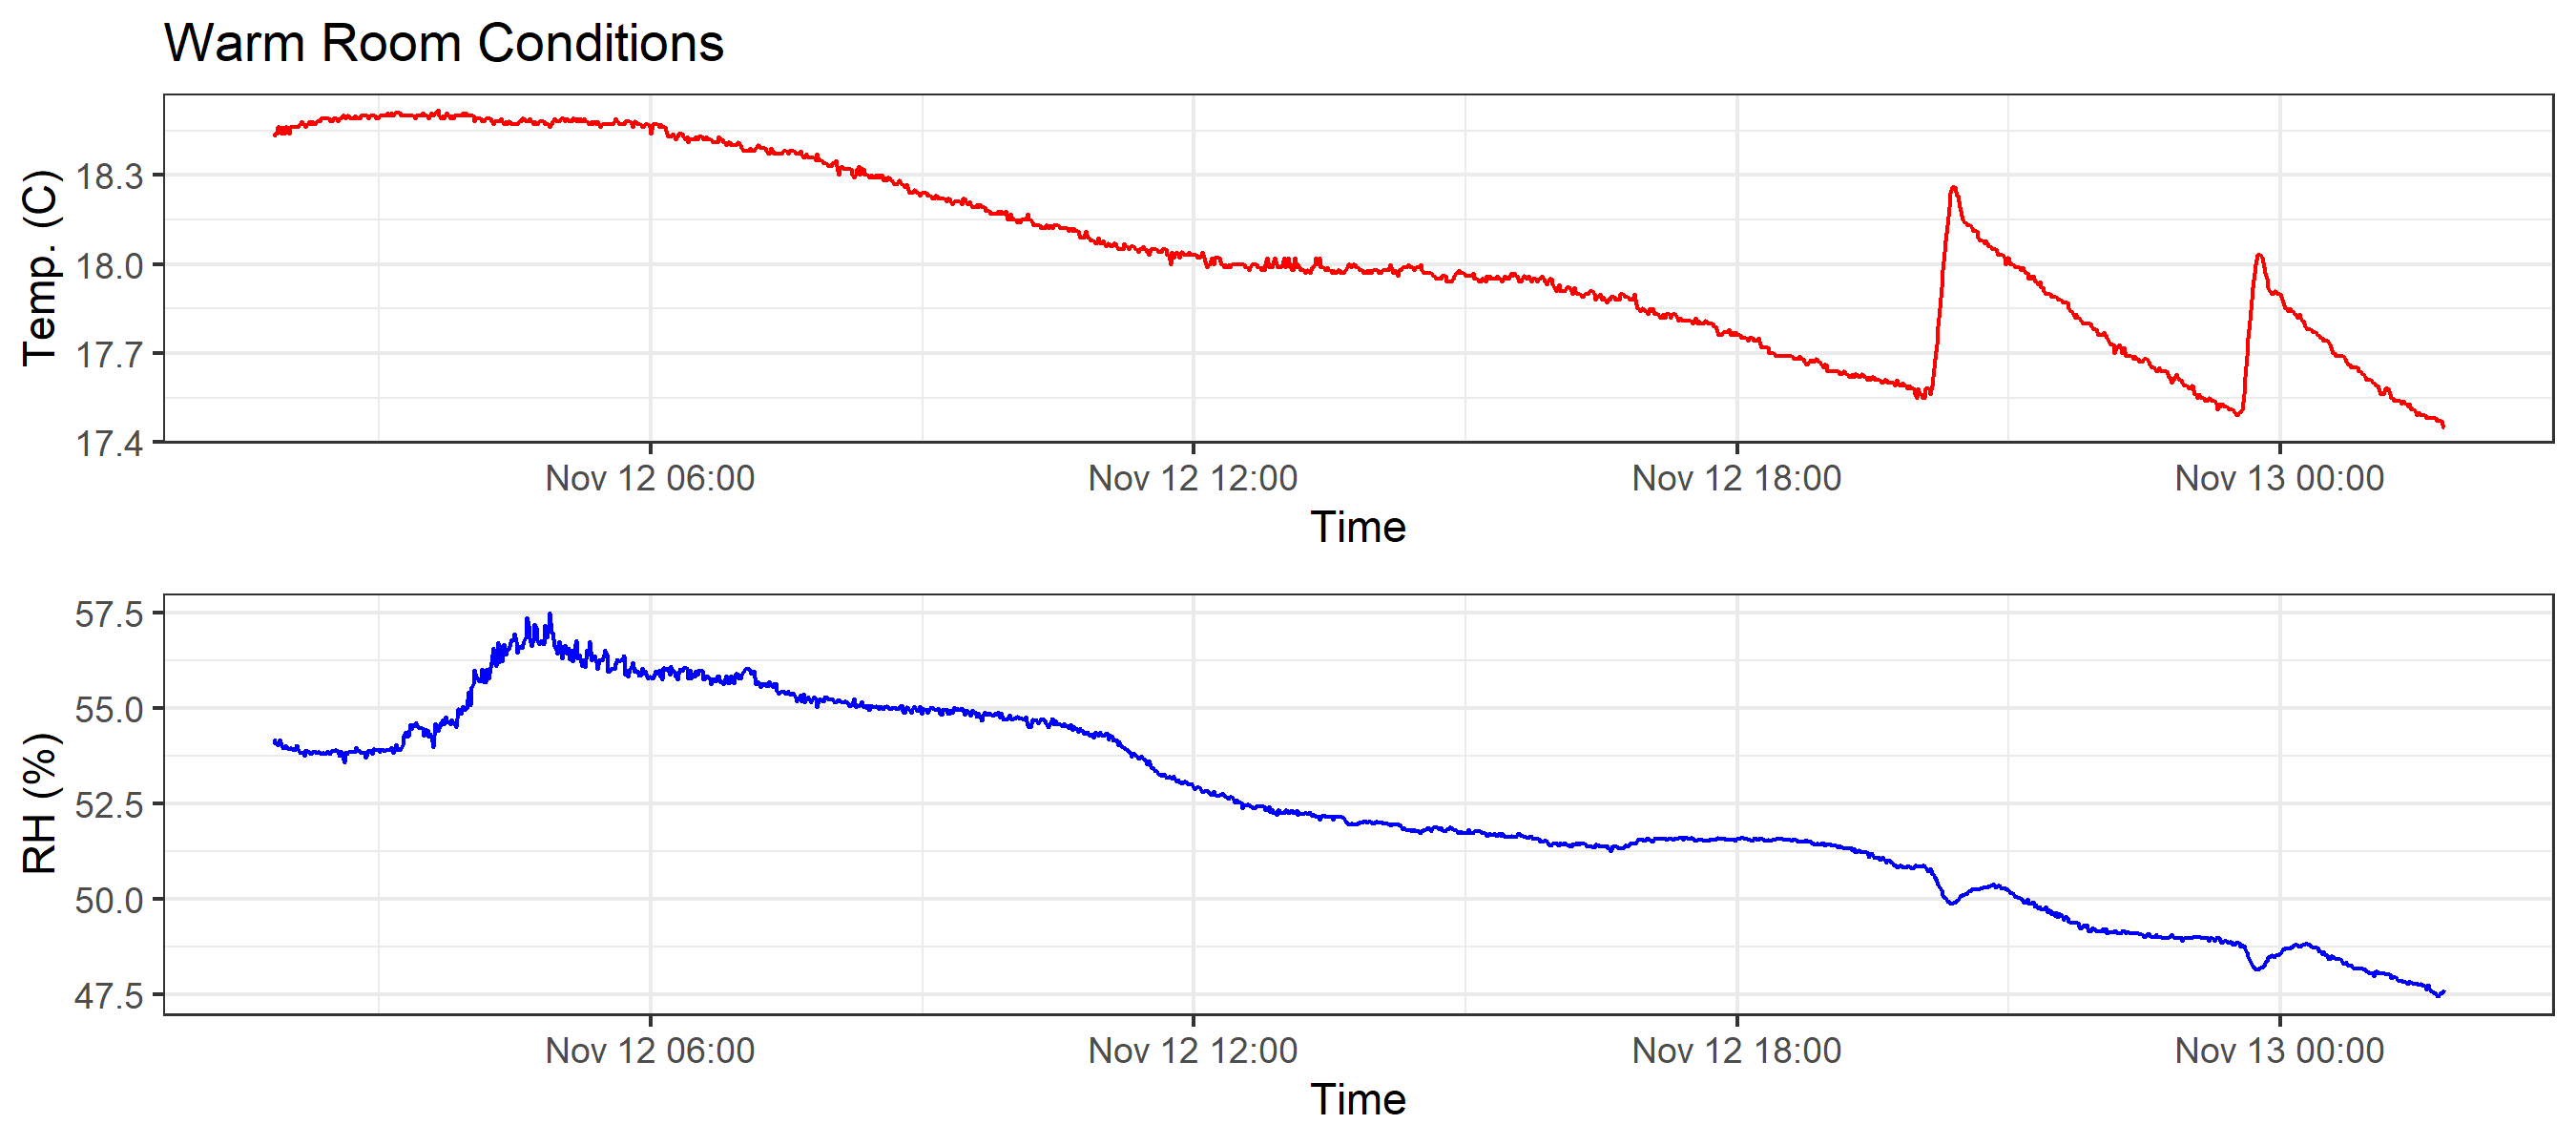 Warm Room Conditions
Temp. (C)
18.3
18.0
17.7
17.4
Nov 12 06:00 Nov 12 12:00 Nov 12 18:00 Nov 13 00:00
Time
RH (%)
57.5
55.0
52.5
50.0
47.5
Nov 12 06:00 Nov 12 12:00 Nov 12 18:00 Nov 13 00:00
Time